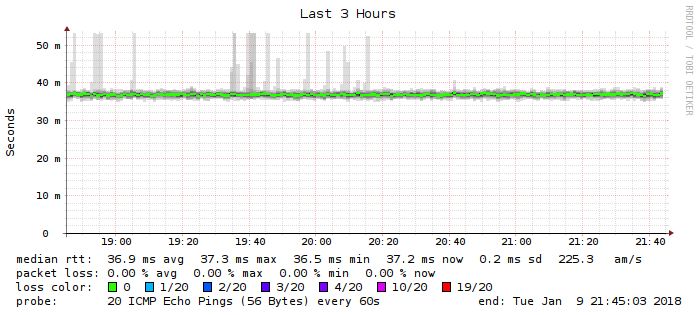 Last 3 Hours
RRDTOOL / TOBI OETIKER
Seconds
50 m
40 m
30 m
20 m
10 m
0
19:00 19:20 19:40 20:00 20:20 20:40 21:00 21:20 21:40
median rtt: 36.9 ms avg 37.3 ms max 36.5 ms min 37.2 ms now 0.2 ms sd 225.3 am/s
packet loss: 0.00 % avg 0.00 % max 0.00 % min 0.00 % now
loss color: 0 1/20 2/20 3/20 4/20 10/20 19/20
probe: 20 ICMP Echo Pings (56 Bytes) every 60s end: Tue Jan 9 21:45:03 2018